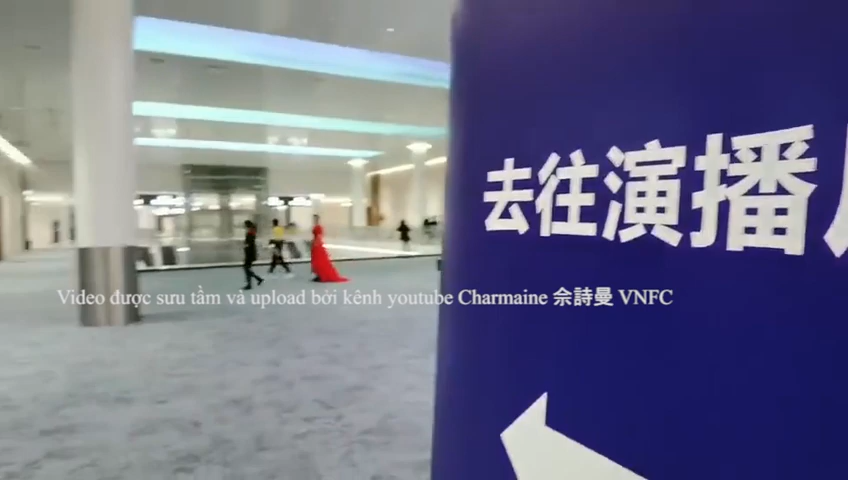 去往演播
Video được sưu tầm và upload bởi kênh youtube Charmaine 佘詩曼 VNFC